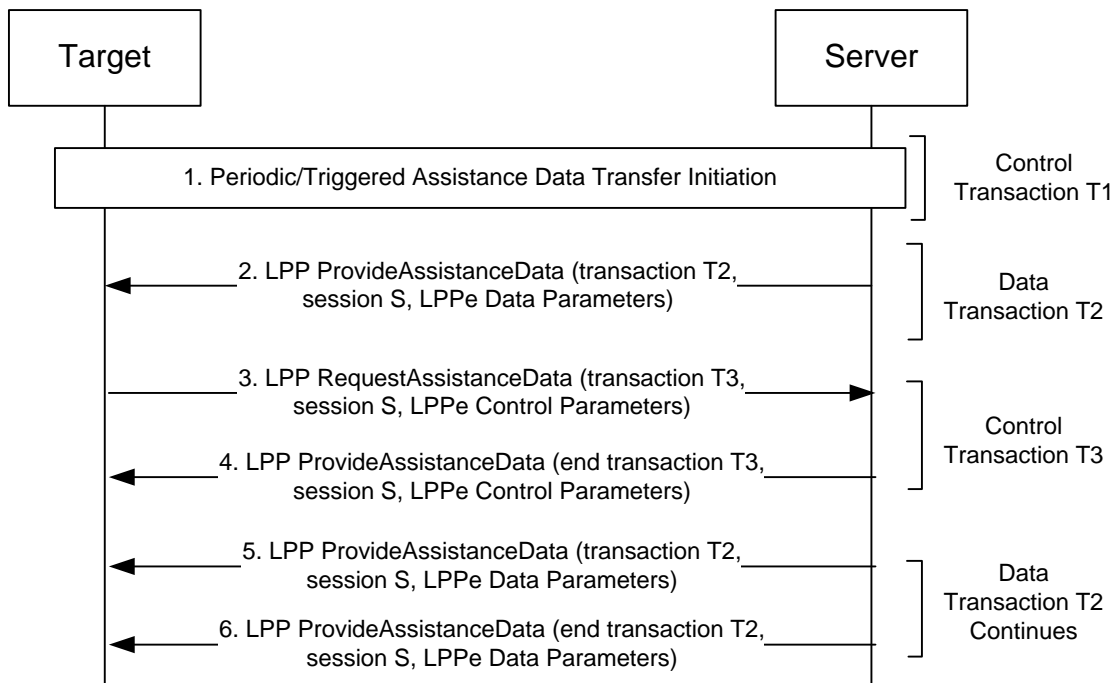 Target
Server
1. Periodic/Triggered Assistance Data Transfer Initiation
Control
Transaction T1
2. LPP ProvideAssistanceData (transaction T2,
session S, LPPe Data Parameters)
Data
Transaction T2
3. LPP RequestAssistanceData (transaction T3,
session S, LPPe Control Parameters)
Control
Transaction T3
4. LPP ProvideAssistanceData (end transaction T3,
session S, LPPe Control Parameters)
5. LPP ProvideAssistanceData (transaction T2,
session S, LPPe Data Parameters)
Data
Transaction T2
Continues
6. LPP ProvideAssistanceData (end transaction T2,
session S, LPPe Data Parameters)